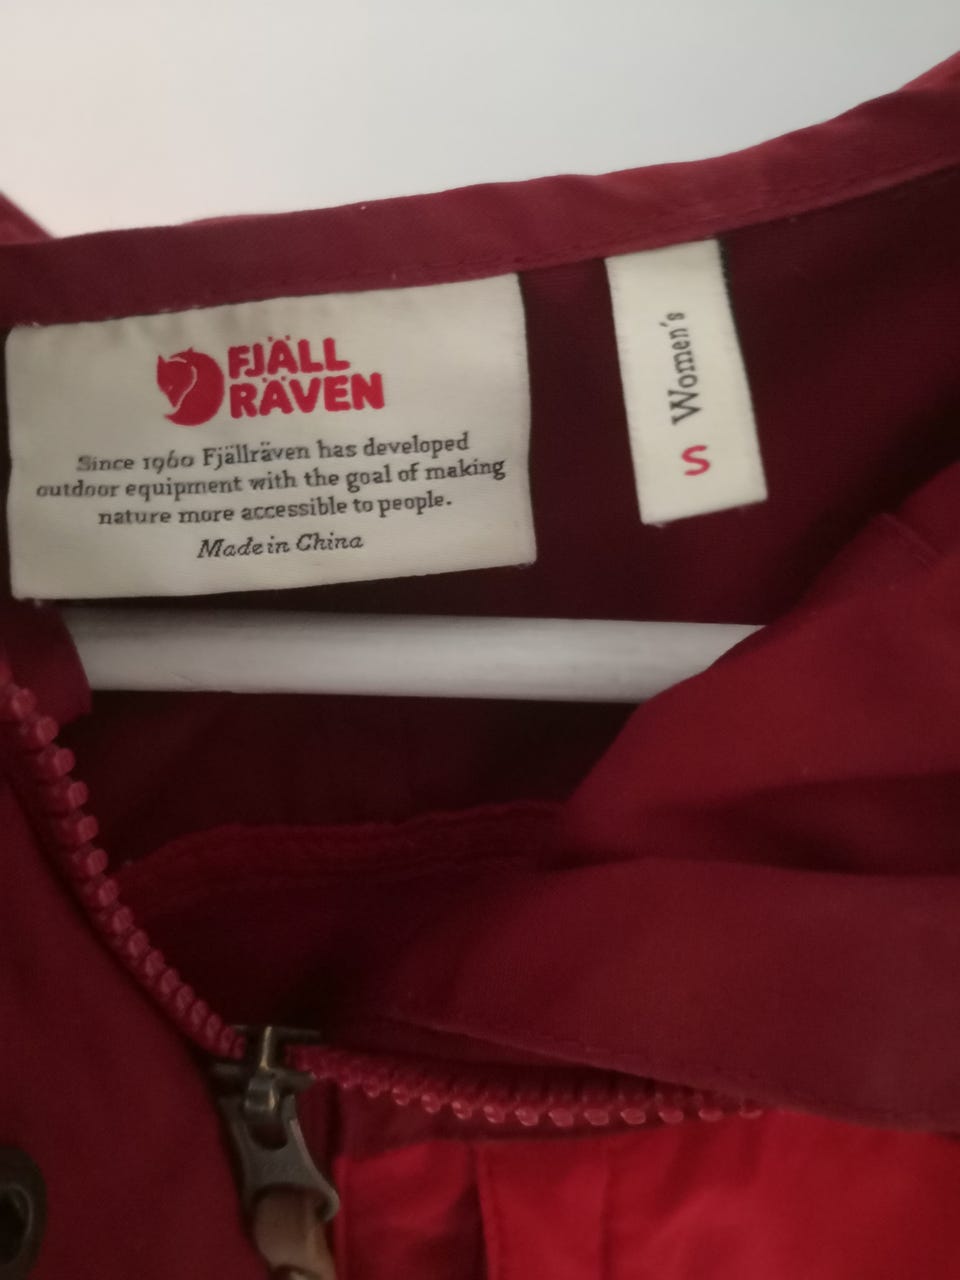 FJÄLL
RÄVEN
Since 1960 Fjällräven has developed
outdoor equipment with the goal of making
nature more accessible to people.
Made in China
Women´s
S